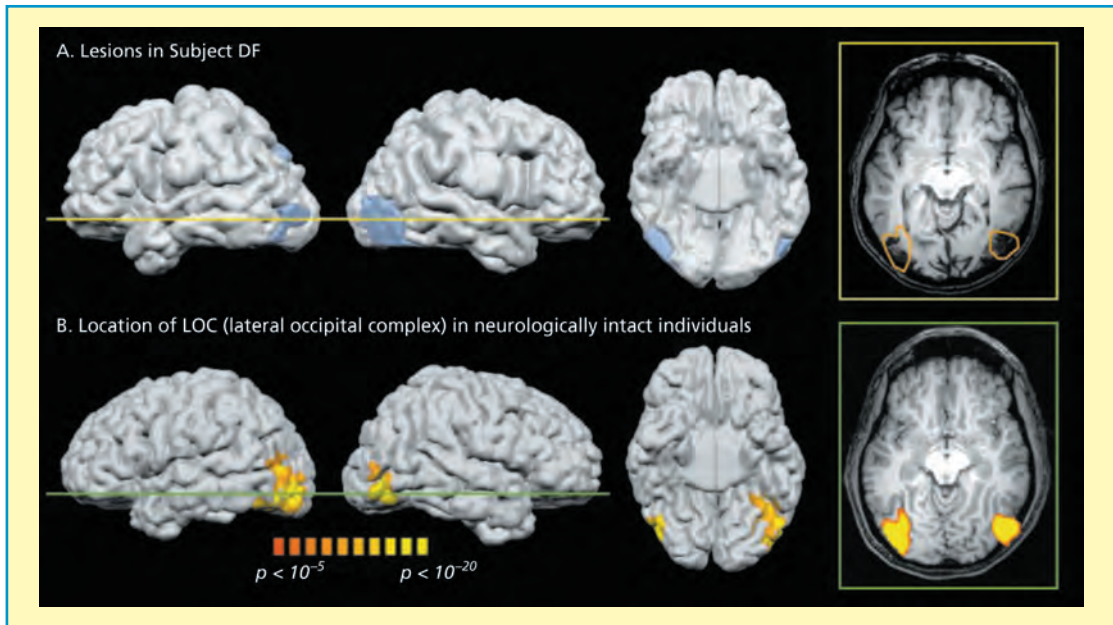 A. Lesions in Subject DF
B. Location of LOC (lateral occipital complex) in neurologically intact individuals
p < 10⁻⁵
p < 10⁻²⁰